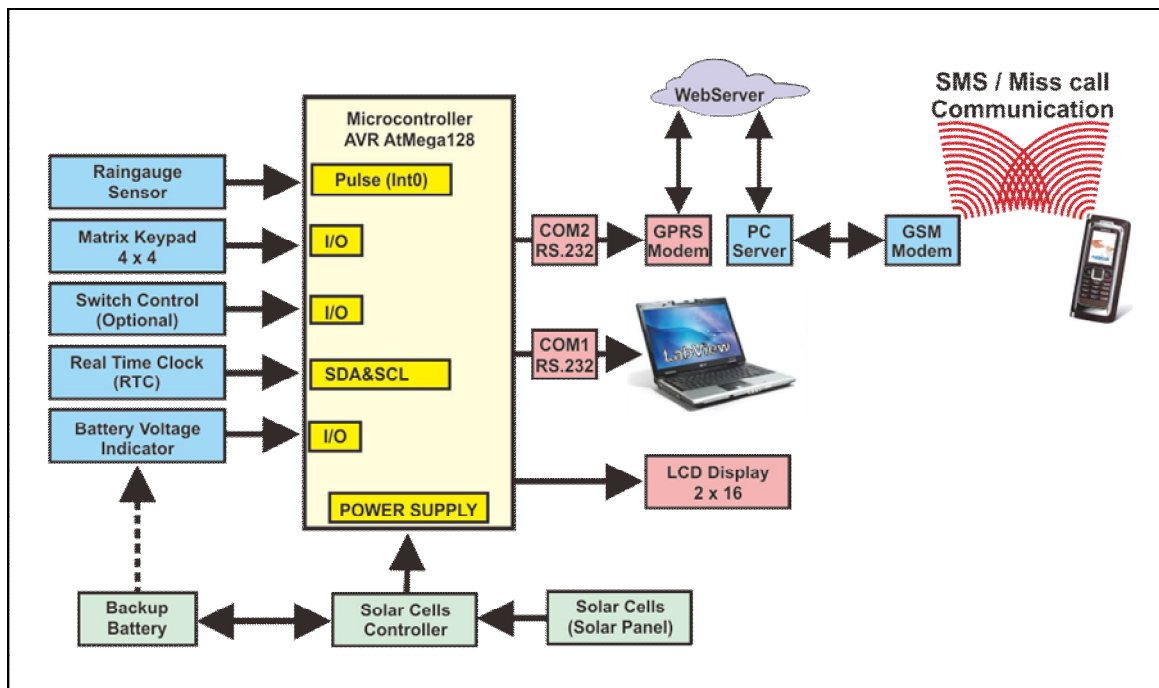 SMS / Miss call
Communication
WebServer
Microcontroller
AVR AtMega128
Raingauge
Sensor
Pulse (Int0)
Matrix Keypad
4 x 4
I/O
COM2
RS.232
GPRS
Modem
PC
Server
GSM
Modem
Switch Control
(Optional)
I/O
Real Time Clock
(RTC)
SDA&SCL
COM1
RS.232
LabView
Battery Voltage
Indicator
I/O
LCD Display
2 x 16
POWER SUPPLY
Backup
Battery
Solar Cells
Controller
Solar Cells
(Solar Panel)